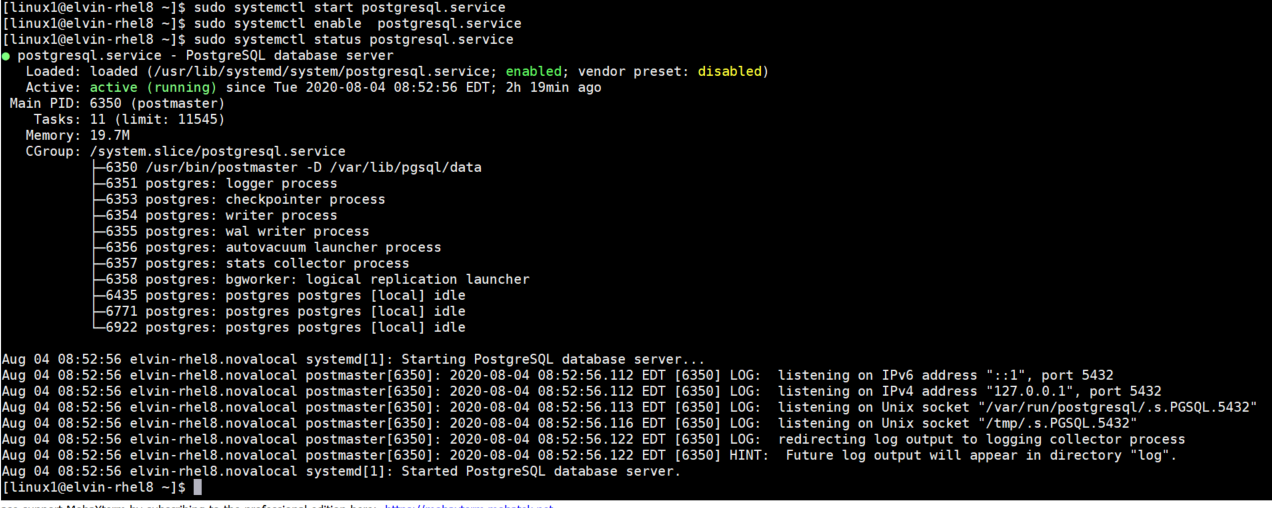 [linux1@elvin-rhel8 ~]$ sudo systemctl start postgresql.service
[linux1@elvin-rhel8 ~]$ sudo systemctl enable  postgresql.service
[linux1@elvin-rhel8 ~]$ sudo systemctl status postgresql.service
● postgresql.service - PostgreSQL database server
   Loaded: loaded (/usr/lib/systemd/system/postgresql.service; enabled; vendor preset: disabled)
   Active: active (running) since Tue 2020-08-04 08:52:56 EDT; 2h 19min ago
 Main PID: 6350 (postmaster)
    Tasks: 11 (limit: 11545)
   Memory: 19.7M
   CGroup: /system.slice/postgresql.service
           ├─6350 /usr/bin/postmaster -D /var/lib/pgsql/data
           ├─6351 postgres: logger process
           ├─6353 postgres: checkpointer process
           ├─6354 postgres: writer process
           ├─6355 postgres: wal writer process
           ├─6356 postgres: autovacuum launcher process
           ├─6357 postgres: stats collector process
           ├─6358 postgres: bgworker: logical replication launcher
           ├─6435 postgres: postgres postgres [local] idle
           ├─6771 postgres: postgres postgres [local] idle
           └─6922 postgres: postgres postgres [local] idle
Aug 04 08:52:56 elvin-rhel8.novalocal systemd[1]: Starting PostgreSQL database server...
Aug 04 08:52:56 elvin-rhel8.novalocal postmaster[6350]: 2020-08-04 08:52:56.112 EDT [6350] LOG:  listening on IPv6 address "::1", port 5432
Aug 04 08:52:56 elvin-rhel8.novalocal postmaster[6350]: 2020-08-04 08:52:56.112 EDT [6350] LOG:  listening on IPv4 address "127.0.0.1", port 5432
Aug 04 08:52:56 elvin-rhel8.novalocal postmaster[6350]: 2020-08-04 08:52:56.113 EDT [6350] LOG:  listening on Unix socket "/var/run/postgresql/.s.PGSQL.5432"
Aug 04 08:52:56 elvin-rhel8.novalocal postmaster[6350]: 2020-08-04 08:52:56.116 EDT [6350] LOG:  listening on Unix socket "/tmp/.s.PGSQL.5432"
Aug 04 08:52:56 elvin-rhel8.novalocal postmaster[6350]: 2020-08-04 08:52:56.122 EDT [6350] LOG:  redirecting log output to logging collector process
Aug 04 08:52:56 elvin-rhel8.novalocal postmaster[6350]: 2020-08-04 08:52:56.122 EDT [6350] HINT:  Future log output will appear in directory "log".
Aug 04 08:52:56 elvin-rhel8.novalocal systemd[1]: Started PostgreSQL database server.
[linux1@elvin-rhel8 ~]$